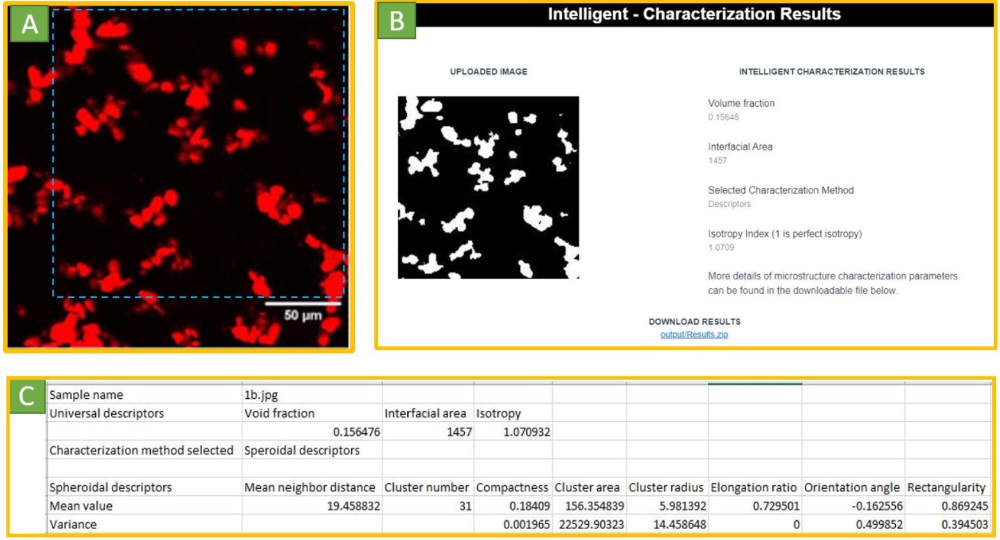 A
50 µm
B
Intelligent - Characterization Results
UPLOADED IMAGE
INTELLIGENT CHARACTERIZATION RESULTS
Volume fraction
0.15648
Interfacial Area
1457
Selected Characterization Method
Descriptors
Isotropy Index (1 is perfect isotropy)
1.0709
More details of microstructure characterization parameters
can be found in the downloadable file below.
DOWNLOAD RESULTS
output/Results.zip
C
Sample name 1b.jpg
Universal descriptors Void fraction Interfacial area Isotropy
0.156476 1457 1.070932
Characterization method selected Speroidal descriptors
Spheroidal descriptors Mean neighbor distance Cluster number Compactness Cluster area Cluster radius Elongation ratio Orientation angle Rectangularity
Mean value 19.458832 31 0.18409 156.354839 5.981392 0.729501 -0.162556 0.869245
Variance 0.001965 22529.90323 14.458648 0 0.499852 0.394503